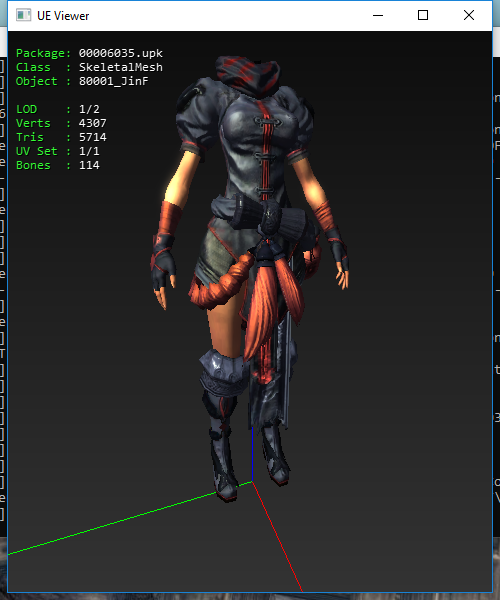 UE Viewer
Package: 00006035.upk
Class : SkeletalMesh
Object : 80001_JinF
LOD : 1/2
Verts : 4307
Tris : 5714
UV Set : 1/1
Bones : 114